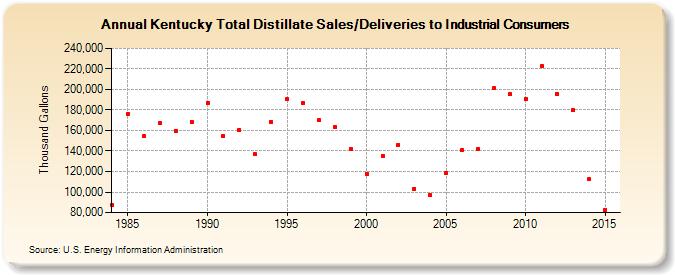 Annual Kentucky Total Distillate Sales/Deliveries to Industrial Consumers
Thousand Gallons
240,000
220,000
200,000
180,000
160,000
140,000
120,000
100,000
80,000
1985 1990 1995 2000 2005 2010 2015
Source: U.S. Energy Information Administration